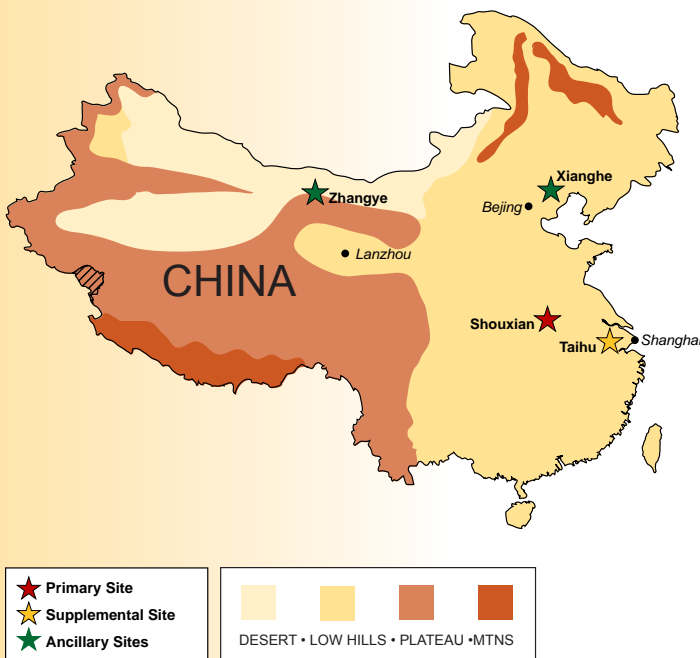 Xianghe
Zhangye
Bejing
Lanzhou
CHINA
Shouxian
Taihu
Shanghai
Primary Site
Supplemental Site
Ancillary Sites
DESERT • LOW HILLS • PLATEAU • MTNS